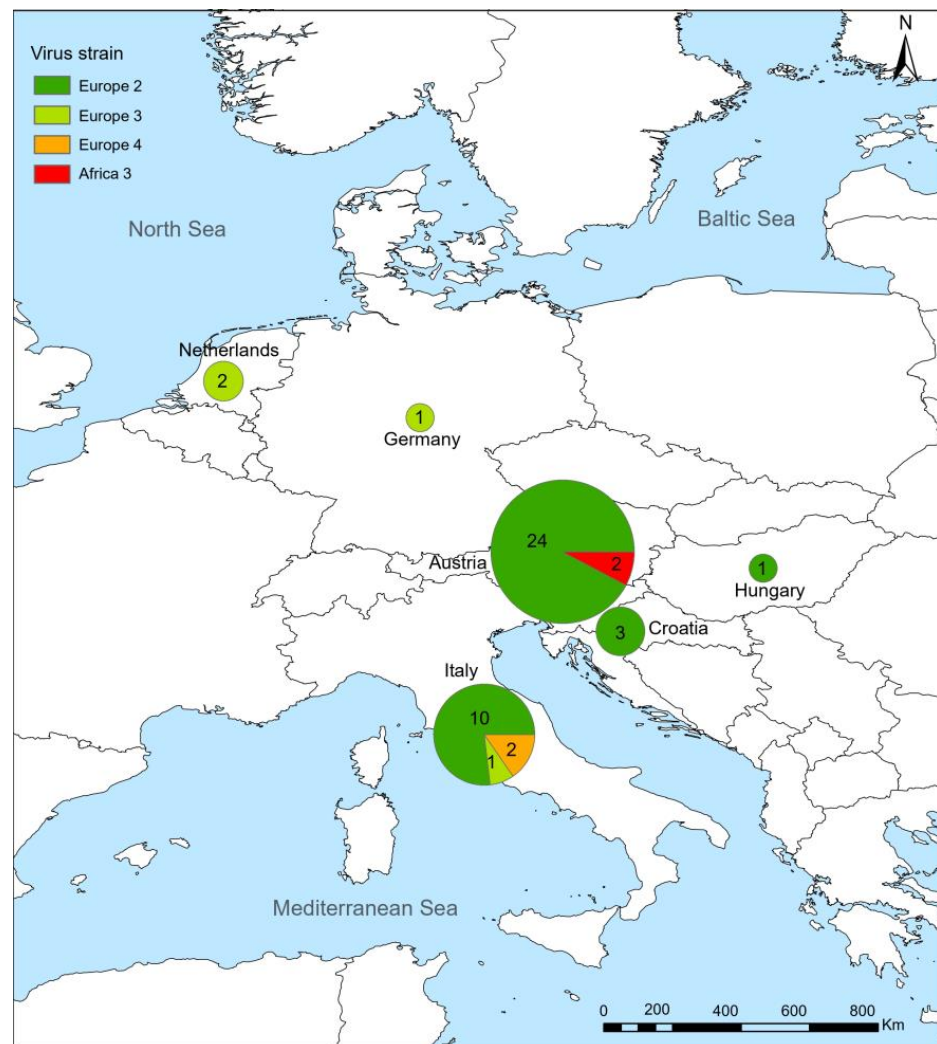 N
Virus strain
Europe 2
Europe 3
Europe 4
Africa 3
North Sea
Baltic Sea
Netherlands
2
1
Germany
24
Austria
2
1
Hungary
3
Croatia
Italy
10
2
1
Mediterranean Sea
0 200 400 600 800
Km